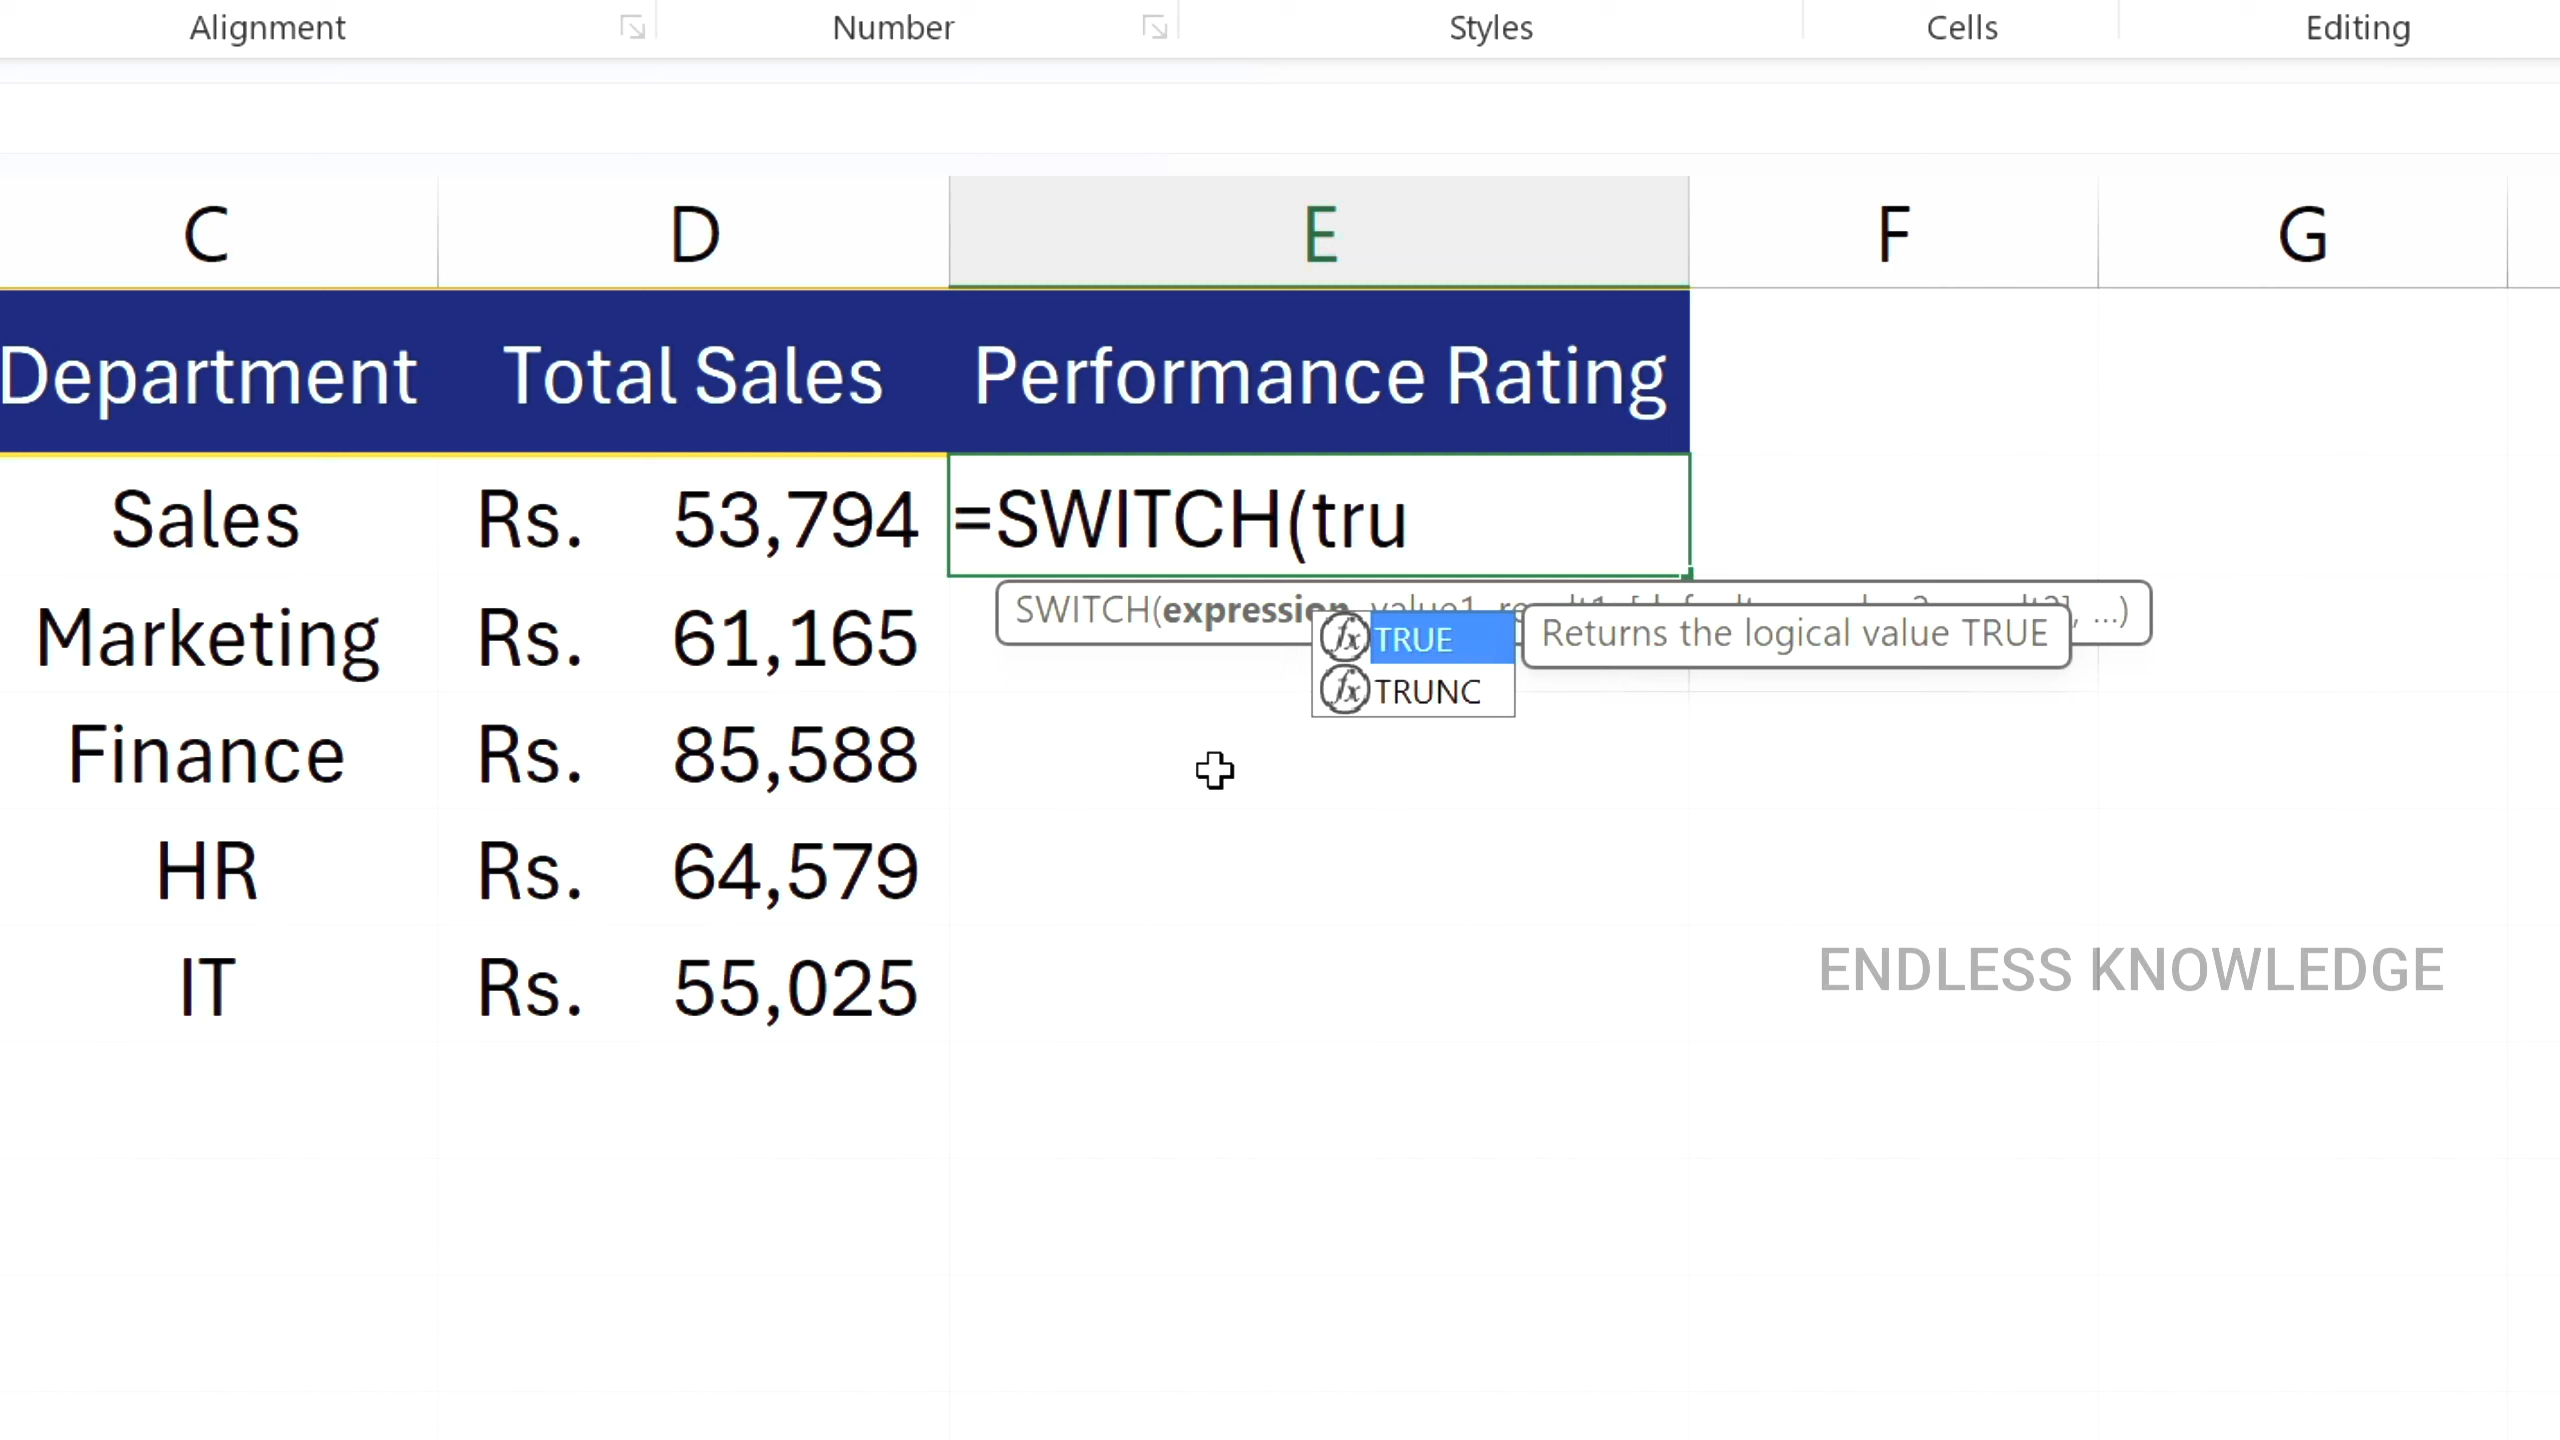 Alignment Number Styles Cells Editing
C D E F G
Department Total Sales Performance Rating
Sales Rs. 53,794 =SWITCH(tru
SWITCH(expression, ...)
TRUE Returns the logical value TRUE
Marketing Rs. 61,165
TRUNC
Finance Rs. 85,588
HR Rs. 64,579
ENDLESS KNOWLEDGE
IT Rs. 55,025